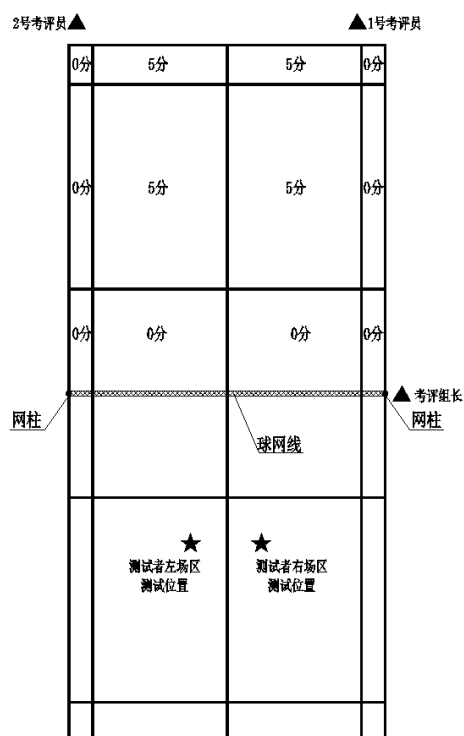 2号考评员 1号考评员
0分 5分 5分 0分
0分 5分 5分 0分
0分 0分 0分 0分
考评组长
网柱 网柱
球网线
测试者左场区 测试者右场区
测试位置 测试位置